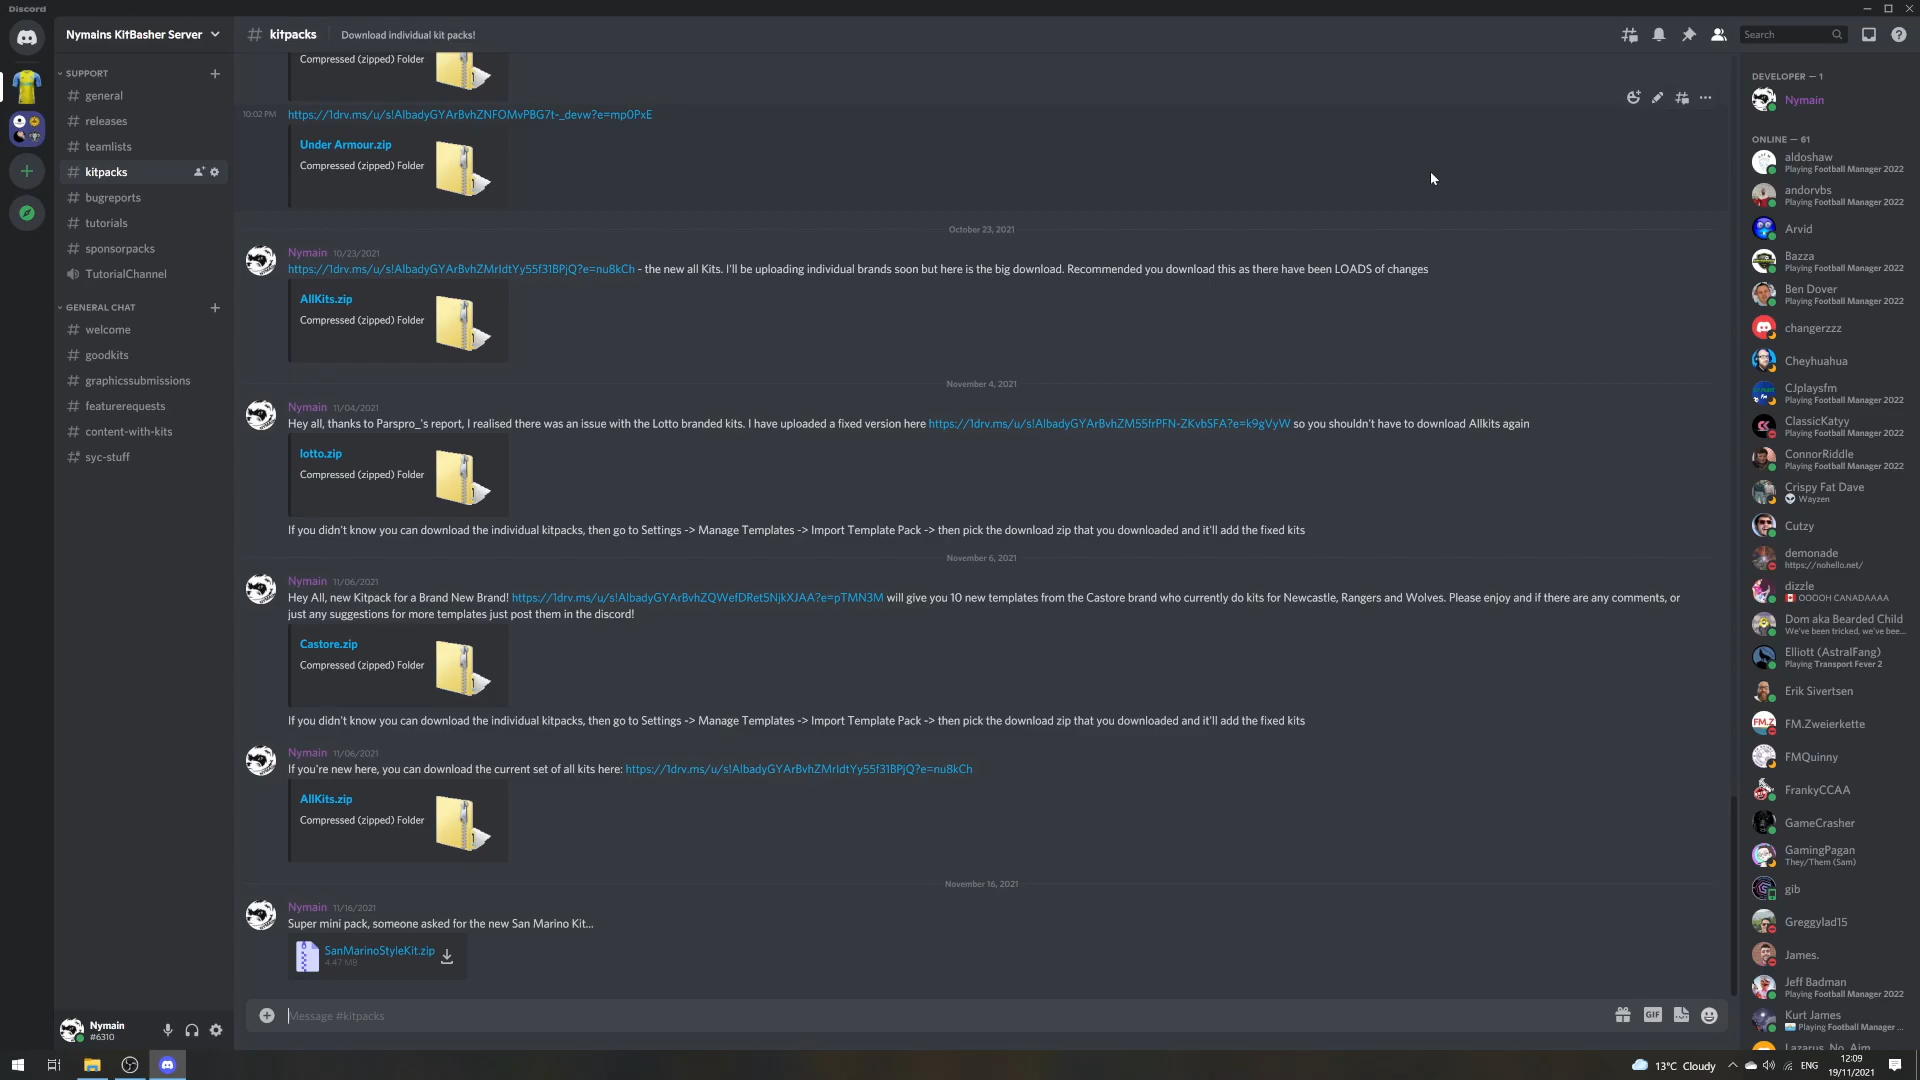 Discord
Nymains KitBasher Server
SUPPORT
general
releases
teamlists
kitpacks
bugreports
tutorials
sponsorpacks
TutorialChannel
GENERAL CHAT
welcome
goodkits
graphicssubmissions
featurerequests
content-with-kits
syc-stuff
Nymain
#6310
kitpacks
Download individual kit packs!
Search
Compressed (zipped) Folder
10:02 PM
https://1drv.ms/u/s!AlbadyGYArBvhZNFOMvPBG7t-_devw?e=mp0PxE
Under Armour.zip
Compressed (zipped) Folder
October 23, 2021
Nymain 10/23/2021
https://1drv.ms/u/s!AlbadyGYArBvhZMrIdtYy55f31BPjQ?e=nu8kCh - the new all Kits. I'll be uploading individual brands soon but here is the big download. Recommended you download this as there have been LOADS of changes
AllKits.zip
Compressed (zipped) Folder
November 4, 2021
Nymain 11/04/2021
Hey all, thanks to Parspro_'s report, I realised there was an issue with the Lotto branded kits. I have uploaded a fixed version here https://1drv.ms/u/s!AlbadyGYArBvhZM55frPFN-ZKvbSFA?e=k9gVyW so you shouldn't have to download Allkits again
lotto.zip
Compressed (zipped) Folder
If you didn't know you can download the individual kitpacks, then go to Settings -> Manage Templates -> Import Template Pack -> then pick the download zip that you downloaded and it'll add the fixed kits
November 6, 2021
Nymain 11/06/2021
Hey All, new Kitpack for a Brand New Brand! https://1drv.ms/u/s!AlbadyGYArBvhZQWefDRet5NjkXJAA?e=pTMN3M will give you 10 new templates from the Castore brand who currently do kits for Newcastle, Rangers and Wolves. Please enjoy and if there are any comments, or
just any suggestions for more templates just post them in the discord!
Castore.zip
Compressed (zipped) Folder
If you didn't know you can download the individual kitpacks, then go to Settings -> Manage Templates -> Import Template Pack -> then pick the download zip that you downloaded and it'll add the fixed kits
Nymain 11/06/2021
If you're new here, you can download the current set of all kits here: https://1drv.ms/u/s!AlbadyGYArBvhZMrIdtYy55f31BPjQ?e=nu8kCh
AllKits.zip
Compressed (zipped) Folder
November 16, 2021
Nymain 11/16/2021
Super mini pack, someone asked for the new San Marino Kit...
SanMarinoStyleKit.zip
4.47 MB
Message #kitpacks
GIF
DEVELOPER — 1
Nymain
ONLINE — 61
aldoshaw
Playing Football Manager 2022
andorvbs
Playing Football Manager 2022
Arvid
Bazza
Playing Football Manager 2022
Ben Dover
Playing Football Manager 2022
changerzzz
Cheyhuahua
CJplaysfm
Playing Football Manager 2022
ClassicKatyy
Playing Football Manager 2022
ConnorRiddle
Playing Football Manager 2022
Crispy Fat Dave
Wayzen
Cutzy
demonade
https://nohello.net/
dizzle
OOOOH CANADAAAA
Dom aka Bearded Child
We've been tricked, we've bee...
Elliott (AstralFang)
Playing Transport Fever 2
Erik Sivertsen
FM.Z
FM.Zweierkette
FMQuinny
FrankyCCAA
GameCrasher
GamingPagan
They/Them (Sam)
gib
Greggylad15
James.
Jeff Badman
Playing Football Manager 2022
Kurt James
Playing Football Manager ...
Lazarus_No_Aim
13°C Cloudy
ENG
12:09
19/11/2021